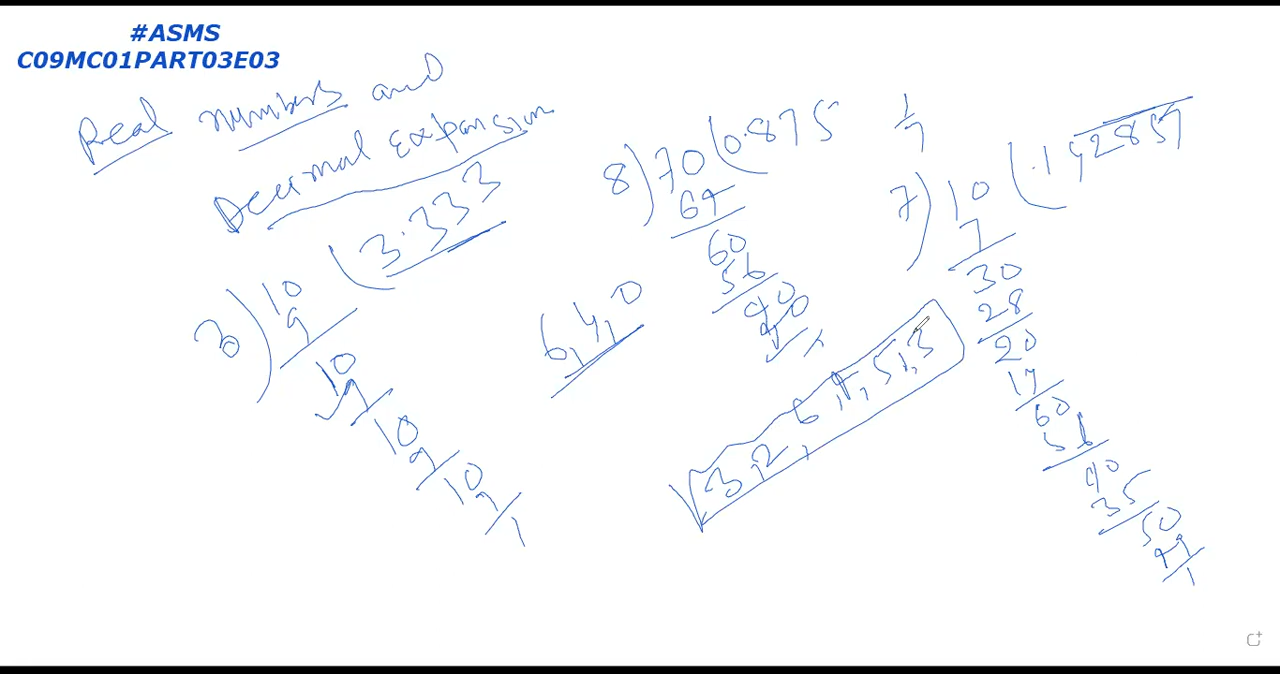 #ASMS
C09MC01PART03E03
Real numbers and
Decimal expansion
3) 10 (3.333
9
10
9
10
9
10
9
1
8) 70 (0.875
64
60
56
40
40
6, 4, 0
1/7
7) 10 (.142857
7
30
28
20
14
60
56
40
35
50
49
1
3, 2, 6, 4, 5, 1, 3